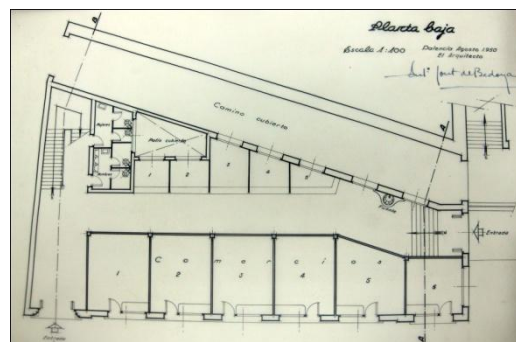 Planta baja
Escala 1:100
Valencia Agosto 1950
El Arquitecto
Camino cubierto
Patio cubierto
1
2
3
4
5
Entrada
Comercios
1
2
3
4
5
6
Entrada